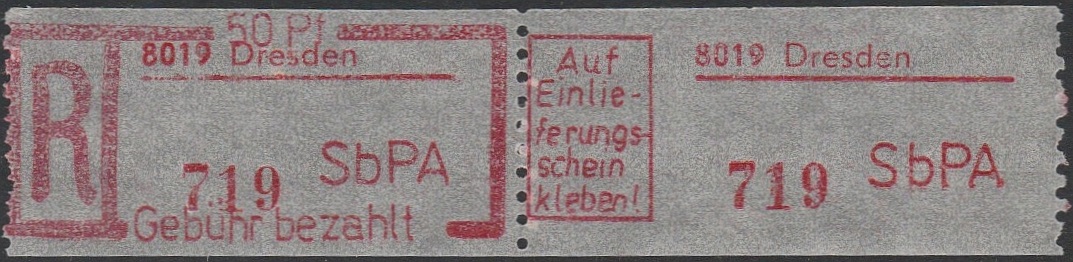 50 Pf
8019 Dresden
R
SbPA
719
Gebühr bezahlt
Auf
Einlie-
ferungs-
schein
kleben!
8019 Dresden
719 SbPA